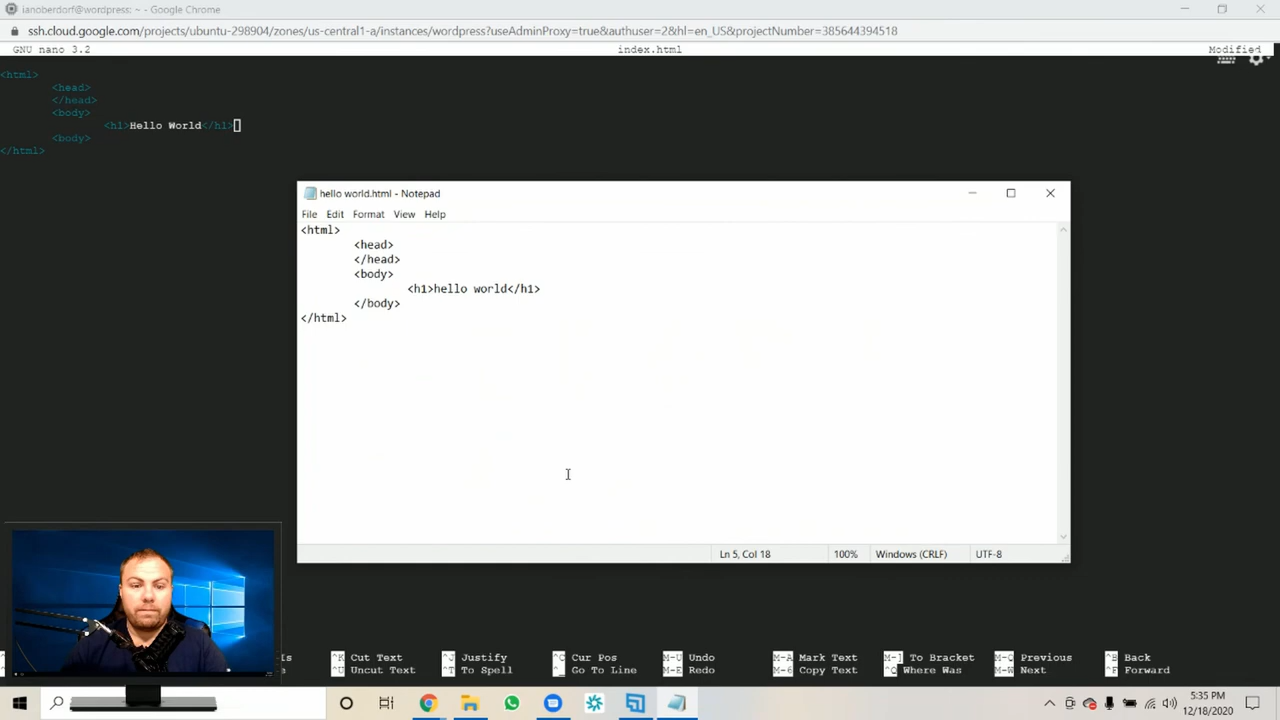 ianoberdorf@wordpress: ~ - Google Chrome
ssh.cloud.google.com/projects/ubuntu-298904/zones/us-central1-a/instances/wordpress?useAdminProxy=true&authuser=2&hl=en_US&projectNumber=385644394518
GNU nano 3.2 index.html Modified
<html>
<head>
</head>
<body>
<h1>Hello World</h1>
<body>
</html>
hello world.html - Notepad
File Edit Format View Help
<html>
<head>
</head>
<body>
<h1>hello world</h1>
</body>
</html>
Ln 5, Col 18 100% Windows (CRLF) UTF-8
^K Cut Text ^J Justify ^C Cur Pos M-U Undo M-A Mark Text M-] To Bracket M-Q Previous ^B Back
^U Uncut Text ^T To Spell ^_ Go To Line M-E Redo M-6 Copy Text ^Q Where Was M-W Next ^F Forward
5:35 PM
12/18/2020